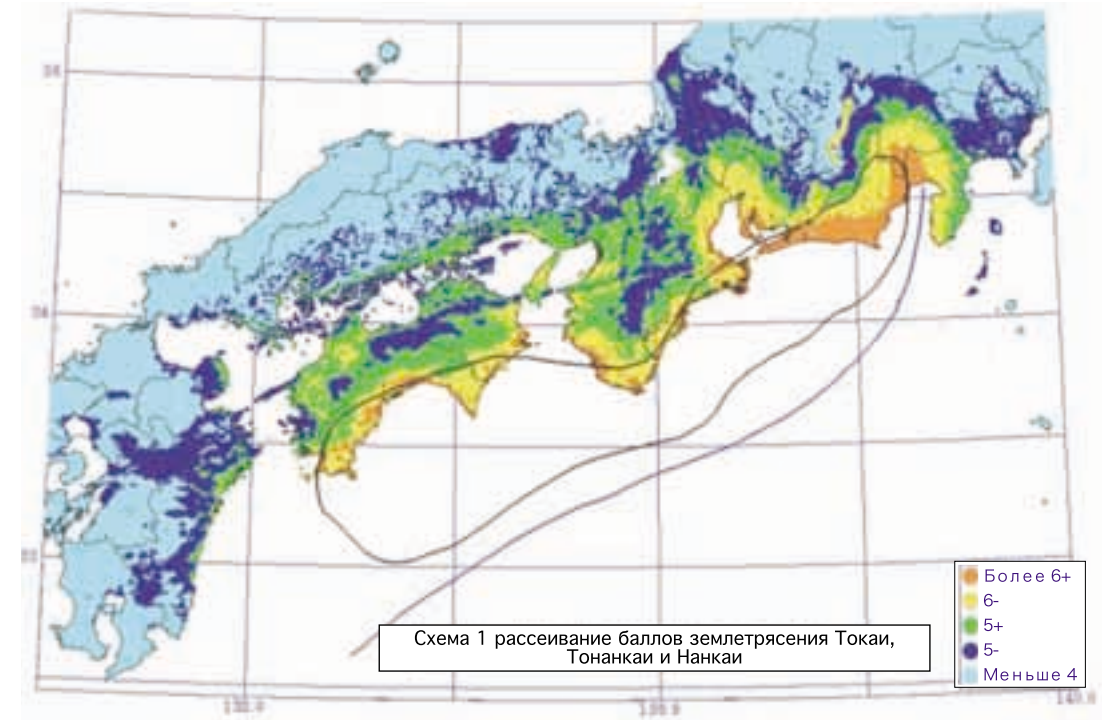 Схема 1 рассеивание баллов землетрясения Токаи,
Тонанкаи и Нанкаи
Более 6+
6-
5+
5-
Меньше 4